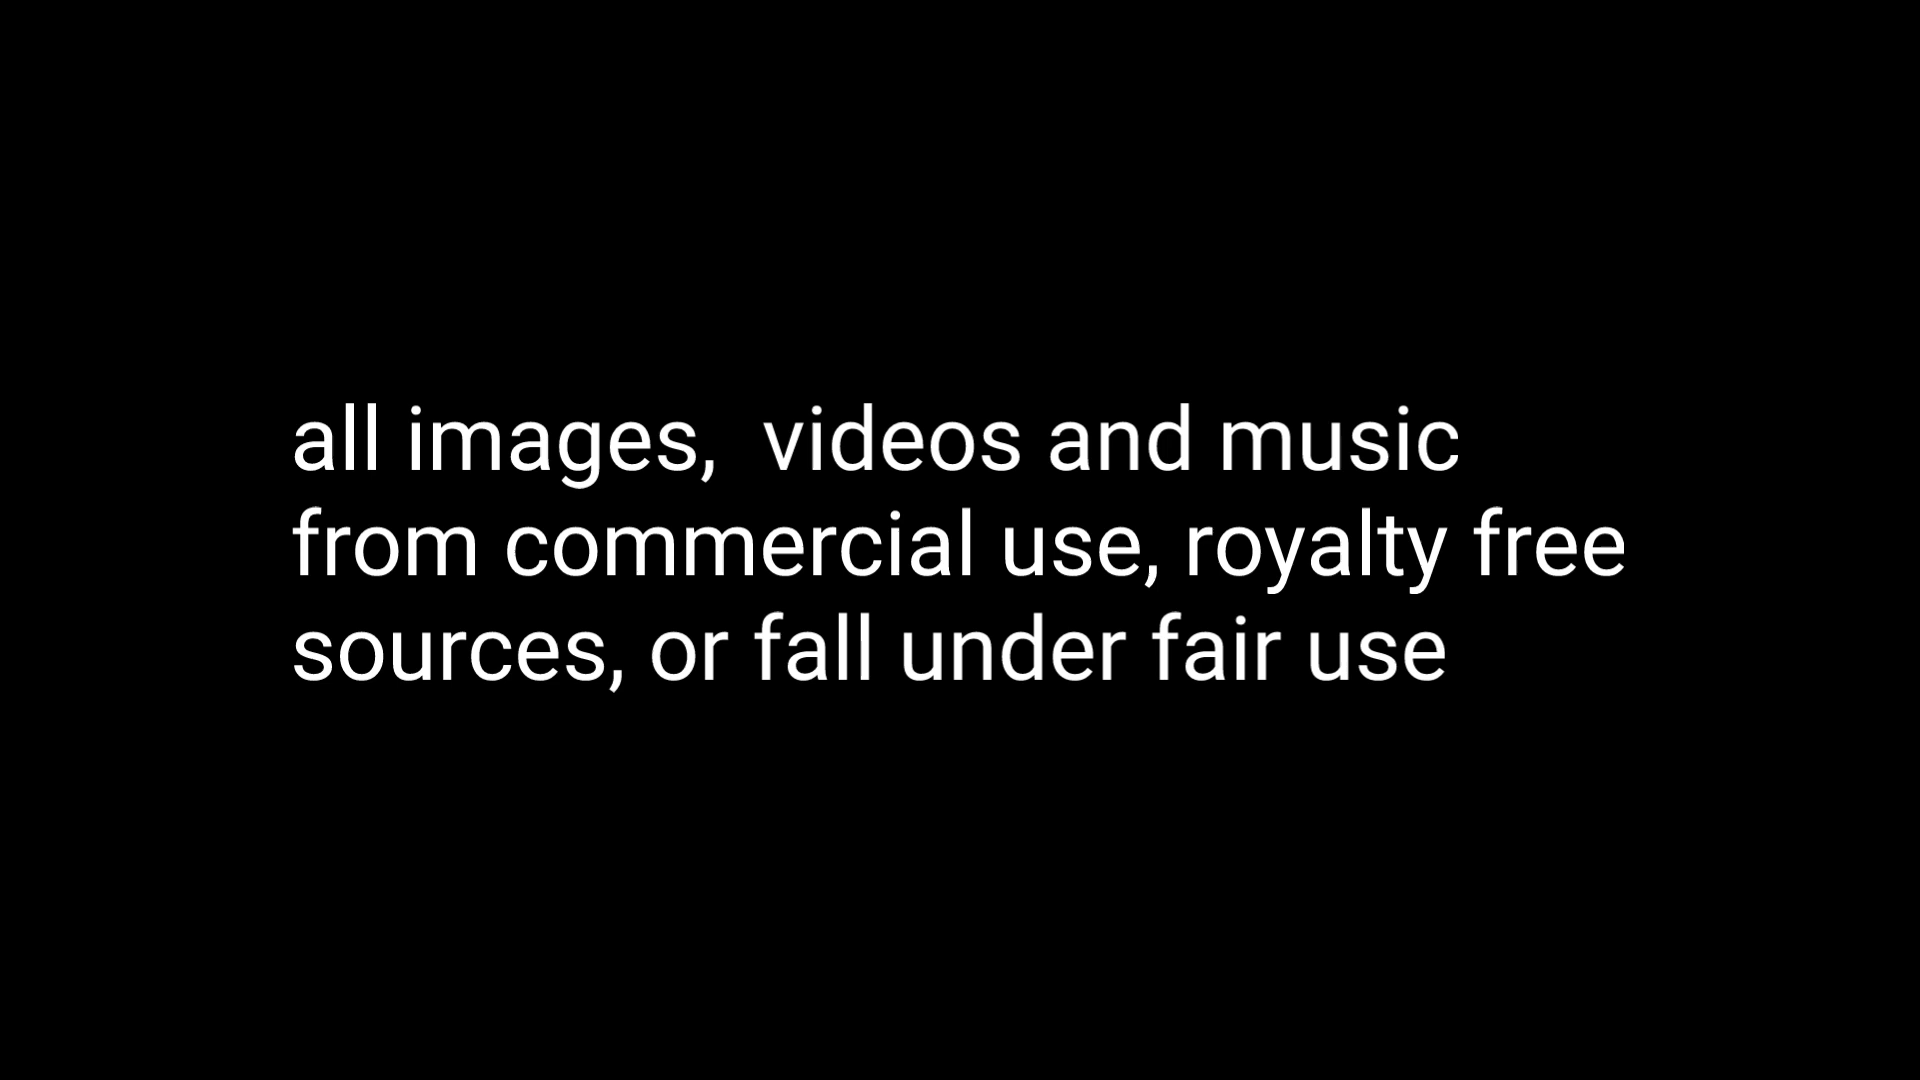 all images,  videos and music
from commercial use, royalty free
sources, or fall under fair use